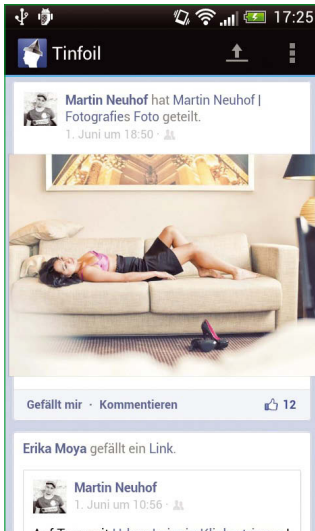 17:25
Tinfoil
Martin Neuhof hat Martin Neuhof |
Fotografies Foto geteilt.
1. Juni um 18:50 ·
Gefällt mir · Kommentieren
12
Erika Moya gefällt ein Link.
Martin Neuhof
1. Juni um 10:56 ·